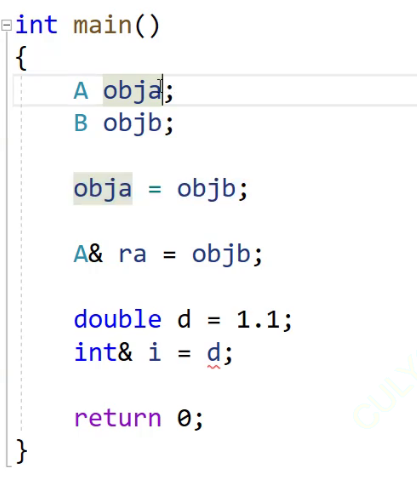 int main()
{
    A obja;
    B objb;
    obja = objb;
    A& ra = objb;
    double d = 1.1;
    int& i = d;
    return 0;
}